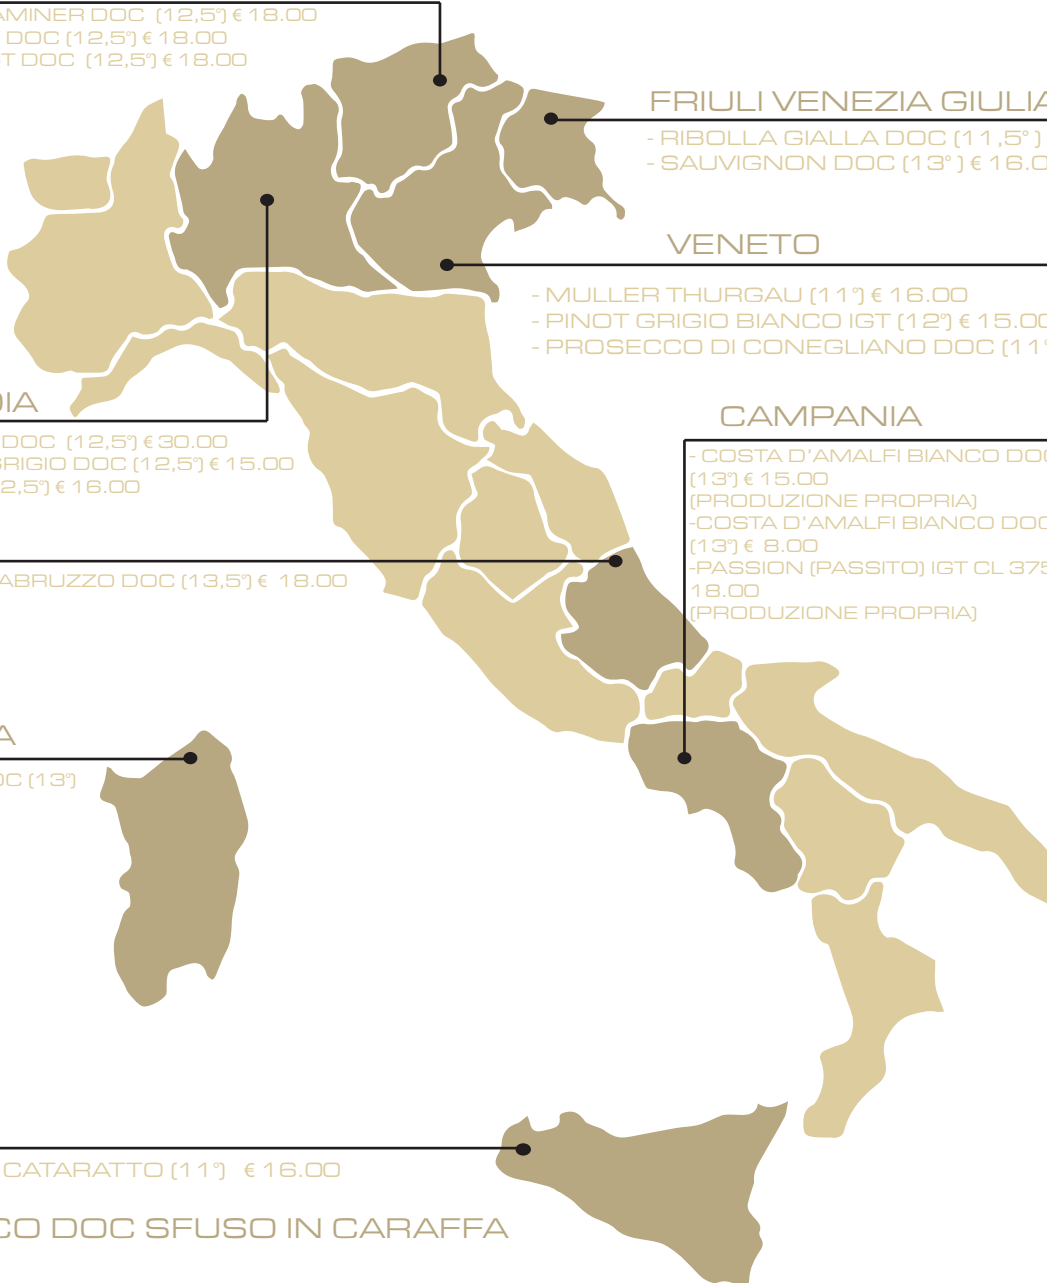 AMINER DOC (12,5°) € 18.00
DOC (12,5°) € 18.00
T DOC (12,5°) € 18.00
FRIULI VENEZIA GIULIA
- RIBOLLA GIALLA DOC (11,5° )
- SAUVIGNON DOC (13° ) € 16.0
VENETO
- MULLER THURGAU (11°) € 16.00
- PINOT GRIGIO BIANCO IGT (12°) € 15.00
- PROSECCO DI CONEGLIANO DOC (11°
DIA
DOC (12,5°) € 30.00
GRIGIO DOC (12,5°) € 15.00
2,5°) € 16.00
CAMPANIA
- COSTA D'AMALFI BIANCO DOC
(13°) € 15.00
(PRODUZIONE PROPRIA)
-COSTA D'AMALFI BIANCO DOC
(13°) € 8.00
-PASSION (PASSITO) IGT CL 375
18.00
(PRODUZIONE PROPRIA)
ABRUZZO DOC (13,5°) € 18.00
A
OC (13°)
CATARATTO (11°) € 16.00
CO DOC SFUSO IN CARAFFA